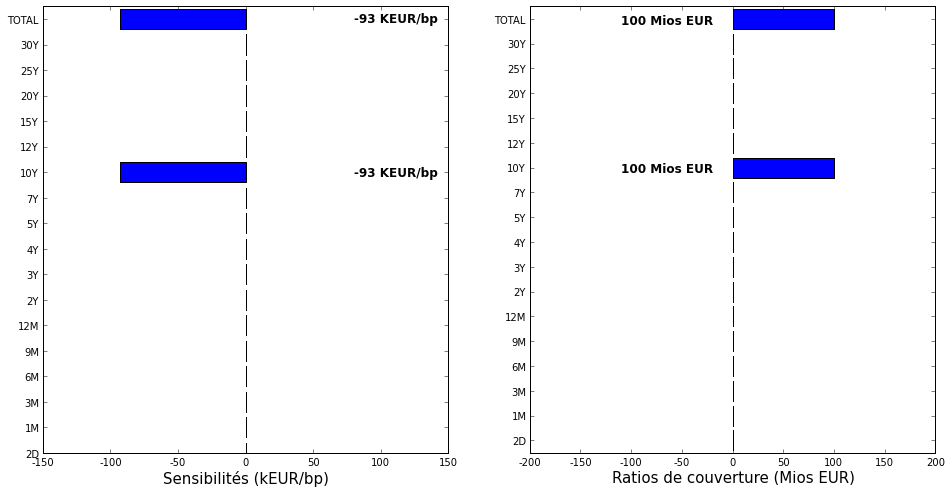 TOTAL
-93 KEUR/bp
30Y
25Y
20Y
15Y
12Y
10Y
-93 KEUR/bp
7Y
5Y
4Y
3Y
2Y
12M
9M
6M
3M
1M
2D
-150 -100 -50 0 50 100 150
Sensibilités (kEUR/bp)
TOTAL
100 Mios EUR
30Y
25Y
20Y
15Y
12Y
10Y
100 Mios EUR
7Y
5Y
4Y
3Y
2Y
12M
9M
6M
3M
1M
2D
-200 -150 -100 -50 0 50 100 150 200
Ratios de couverture (Mios EUR)